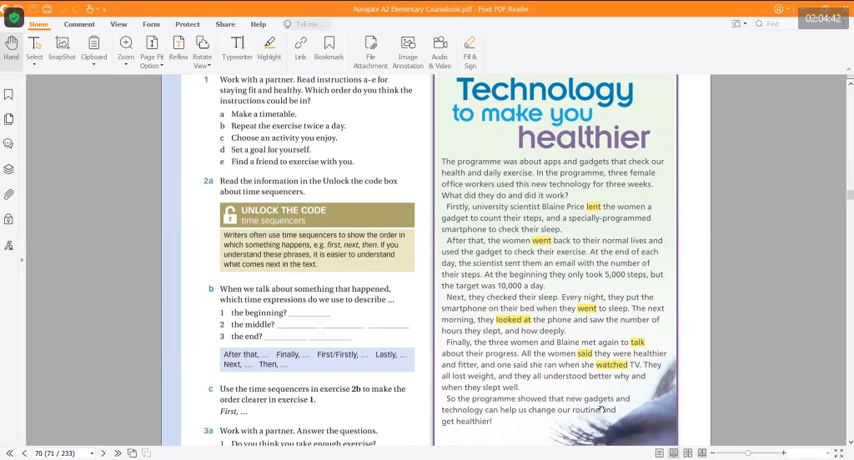 Navigate A2 Elementary Coursebook.pdf - Foxit PDF Reader
02:04:42
File
Home
Comment
View
Form
Protect
Share
Help
Tell me...
Find
Hand
Select
SnapShot
Clipboard
Zoom
Page Fit Option
Reflow
Rotate View
Typewriter
Highlight
Link
Bookmark
File Attachment
Image Annotation
Audio & Video
Fill & Sign
1 Work with a partner. Read instructions a–e for
staying fit and healthy. Which order do you think the
instructions could be in?
a Make a timetable.
b Repeat the exercise twice a day.
c Choose an activity you enjoy.
d Set a goal for yourself.
e Find a friend to exercise with you.
2a Read the information in the Unlock the code box
about time sequencers.
UNLOCK THE CODE
time sequencers
Writers often use time sequencers to show the order in
which something happens, e.g. first, next, then. If you
understand these phrases, it is easier to understand
what comes next in the text.
b When we talk about something that happened,
which time expressions do we use to describe ...
1 the beginning? ________
2 the middle? ________ ________ ________
3 the end? ________ ________
After that, ... Finally, ... First/Firstly, ... Lastly, ...
Next, ... Then, ...
c Use the time sequencers in exercise 2b to make the
order clearer in exercise 1.
First, ...
3a Work with a partner. Answer the questions.
1 Do you think you take enough exercise?
Technology
to make you
healthier
The programme was about apps and gadgets that check our
health and daily exercise. In the programme, three female
office workers used this new technology for three weeks.
What did they do and did it work?
Firstly, university scientist Blaine Price lent the women a
gadget to count their steps, and a specially-programmed
smartphone to check their sleep.
After that, the women went back to their normal lives and
used the gadget to check their exercise. At the end of each
day, the scientist sent them an email with the number of
their steps. At the beginning they only took 5,000 steps, but
the target was 10,000 a day.
Next, they checked their sleep. Every night, they put the
smartphone on their bed when they went to sleep. The next
morning, they looked at the phone and saw the number of
hours they slept, and how deeply.
Finally, the three women and Blaine met again to talk
about their progress. All the women said they were healthier
and fitter, and one said she ran when she watched TV. They
all lost weight, and they all understood better why and
when they slept well.
So the programme showed that new gadgets and
technology can help us change our routine and
get healthier!
70 (71 / 233)
200%